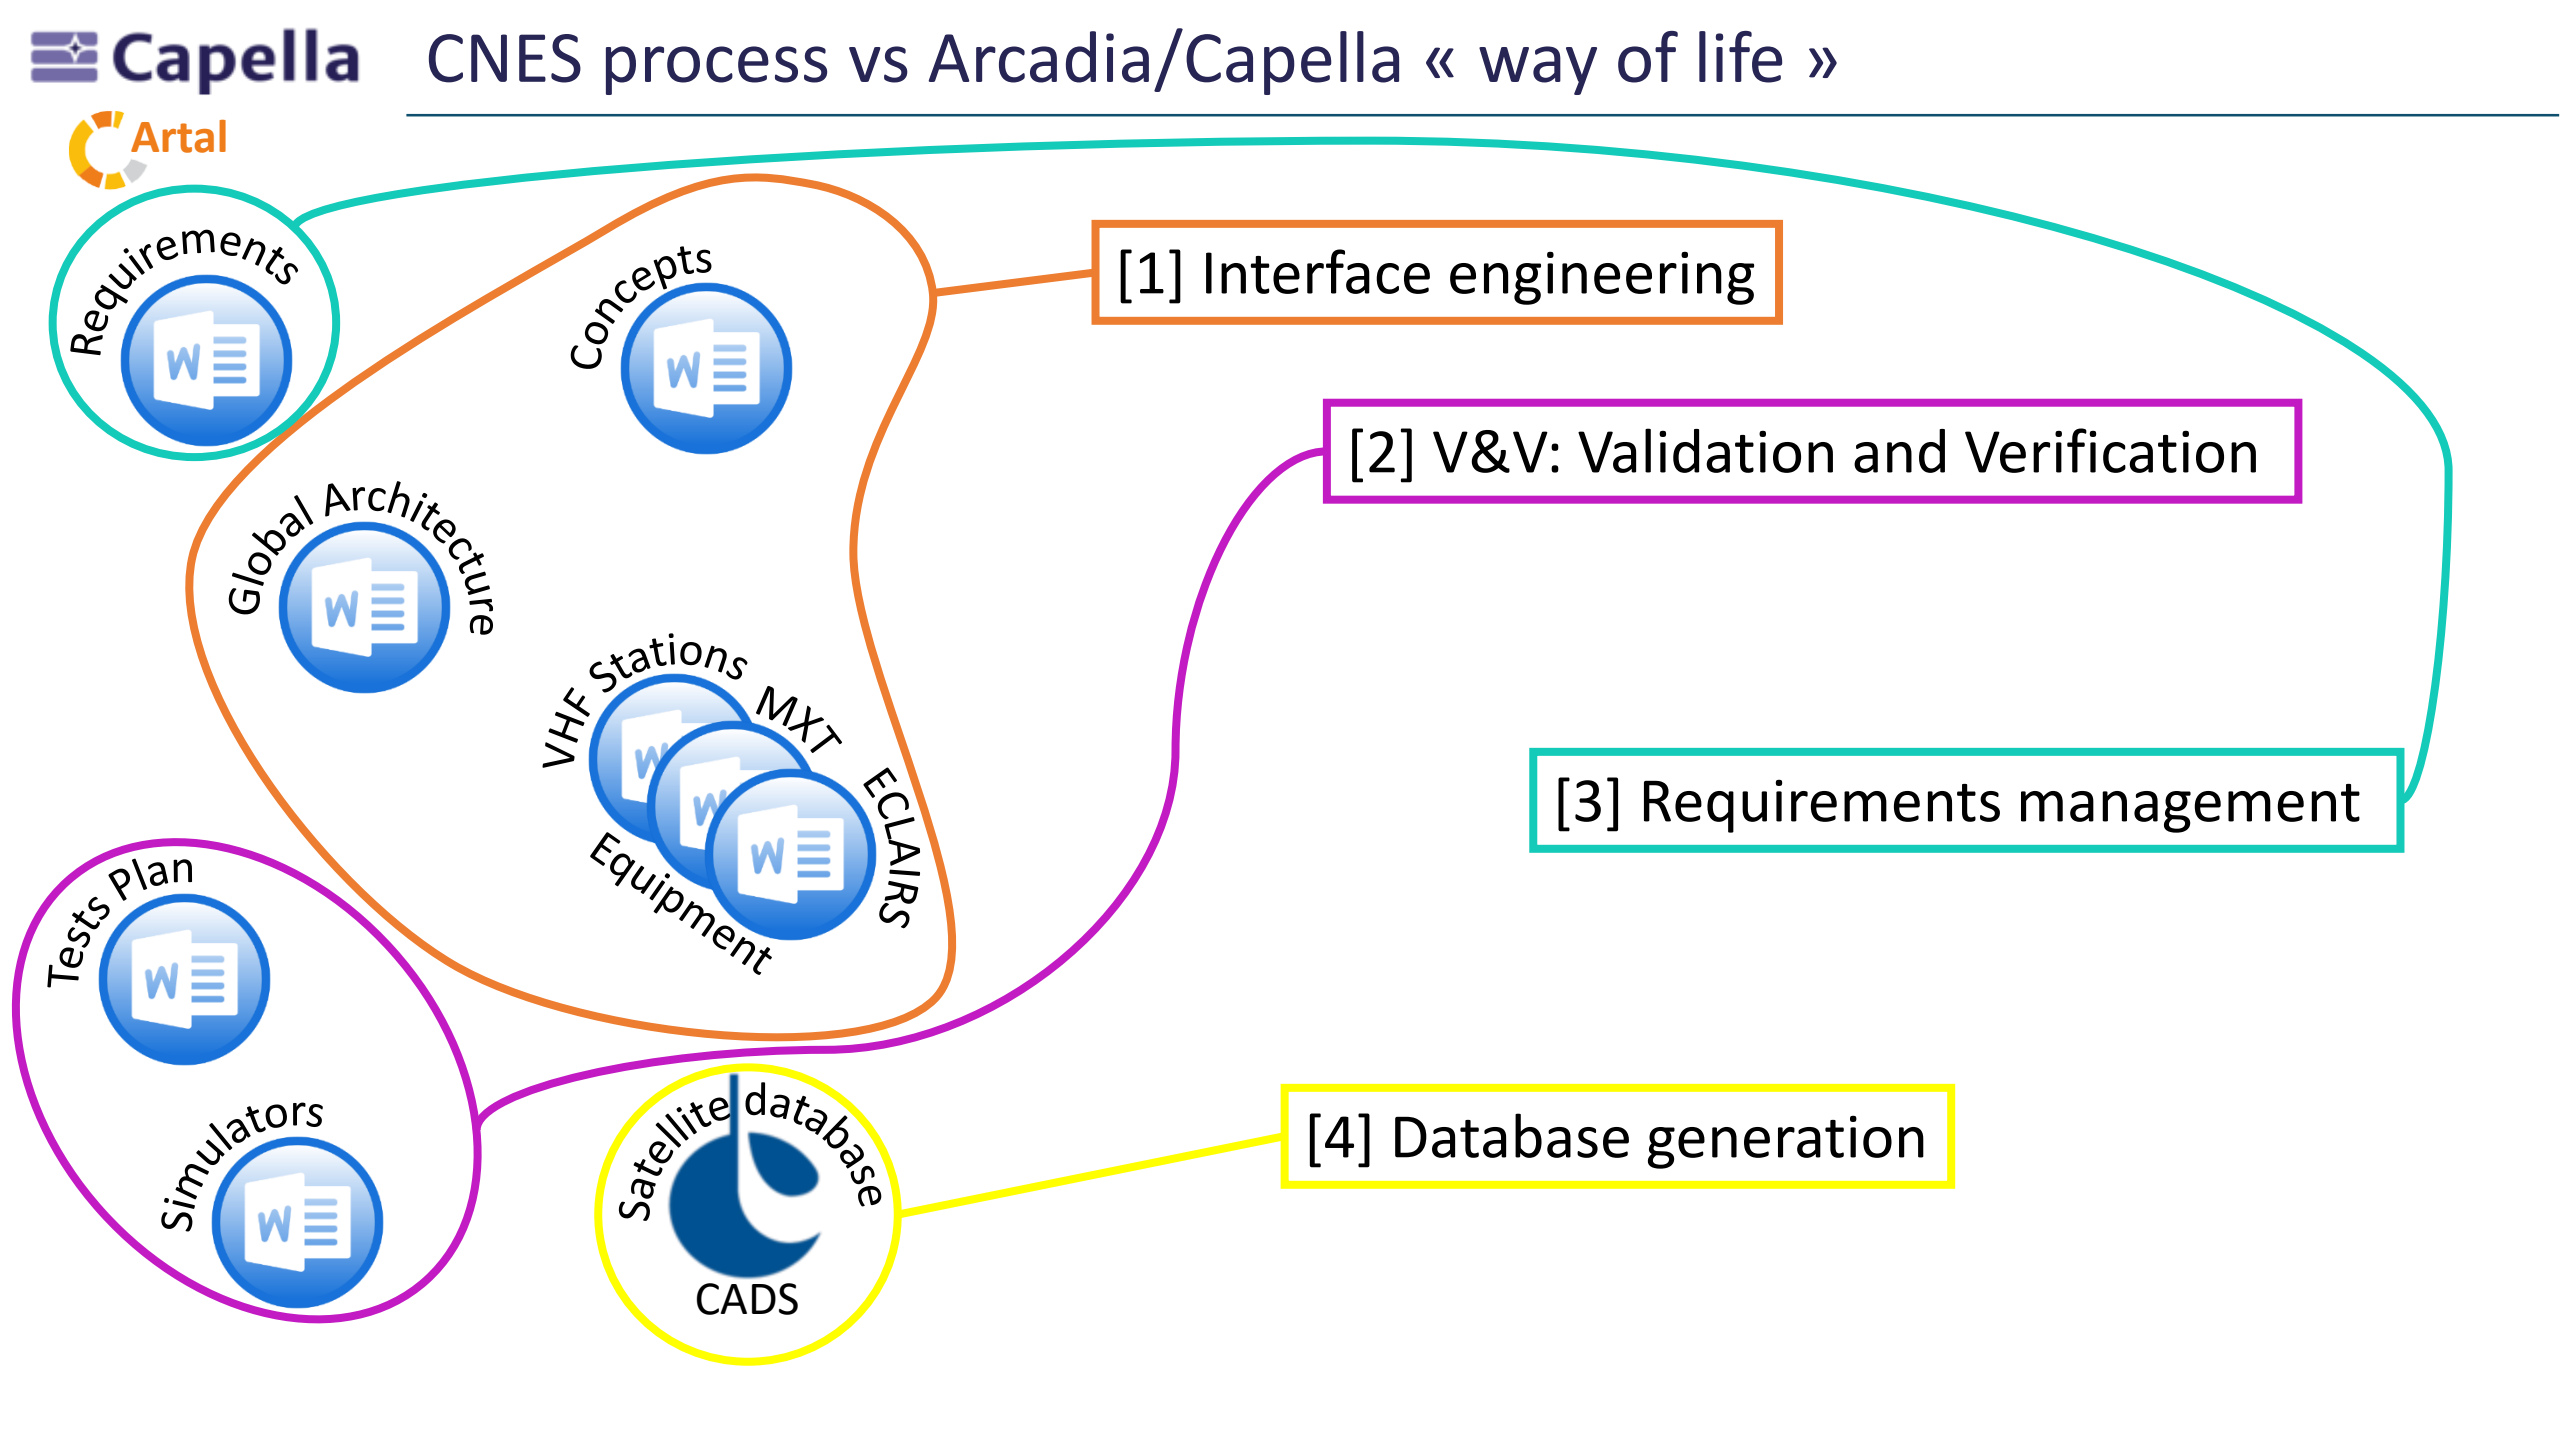 Capella
CNES process vs Arcadia/Capella « way of life »
Artal
Requirements
Concepts
[1] Interface engineering
[2] V&V: Validation and Verification
Global Architecture
VHF Stations
MXT
ECLAIRS
Equipment
[3] Requirements management
Tests Plan
Simulators
Satellite database
CADS
[4] Database generation
W
W
W
W
W
W
W
W